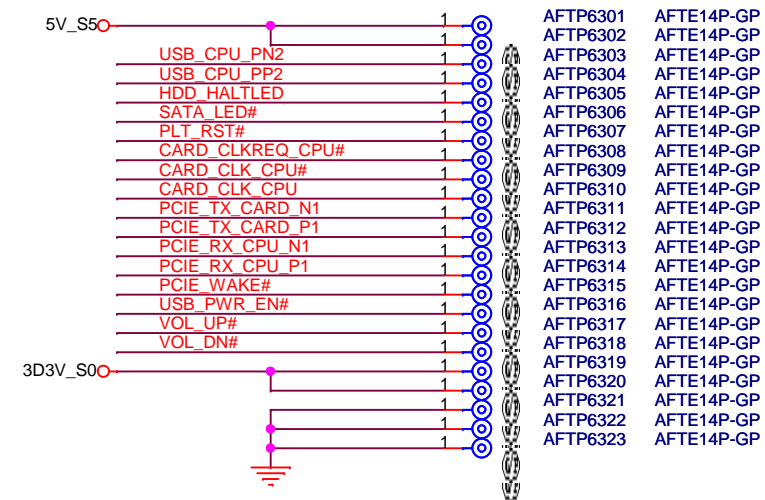 5V_S5 1 AFTP6301 AFTE14P-GP
1 AFTP6302 AFTE14P-GP
USB_CPU_PN2 1 AFTP6303 AFTE14P-GP
USB_CPU_PP2 1 AFTP6304 AFTE14P-GP
HDD_HALTLED 1 AFTP6305 AFTE14P-GP
SATA_LED# 1 AFTP6306 AFTE14P-GP
PLT_RST# 1 AFTP6307 AFTE14P-GP
CARD_CLKREQ_CPU# 1 AFTP6308 AFTE14P-GP
CARD_CLK_CPU# 1 AFTP6309 AFTE14P-GP
CARD_CLK_CPU 1 AFTP6310 AFTE14P-GP
PCIE_TX_CARD_N1 1 AFTP6311 AFTE14P-GP
PCIE_TX_CARD_P1 1 AFTP6312 AFTE14P-GP
PCIE_RX_CPU_N1 1 AFTP6313 AFTE14P-GP
PCIE_RX_CPU_P1 1 AFTP6314 AFTE14P-GP
PCIE_WAKE# 1 AFTP6315 AFTE14P-GP
USB_PWR_EN# 1 AFTP6316 AFTE14P-GP
VOL_UP# 1 AFTP6317 AFTE14P-GP
VOL_DN# 1 AFTP6318 AFTE14P-GP
3D3V_S0 1 AFTP6319 AFTE14P-GP
1 AFTP6320 AFTE14P-GP
1 AFTP6321 AFTE14P-GP
1 AFTP6322 AFTE14P-GP
1 AFTP6323 AFTE14P-GP